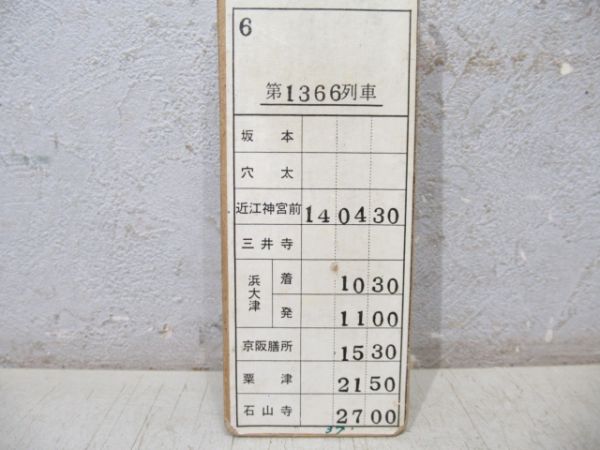 6
第1366列車
坂本
穴太
近江神宮前 14 04 30
三井寺
浜大津 着 10 30
発 11 00
京阪膳所 15 30
粟津 21 50
石山寺 27 00
37.